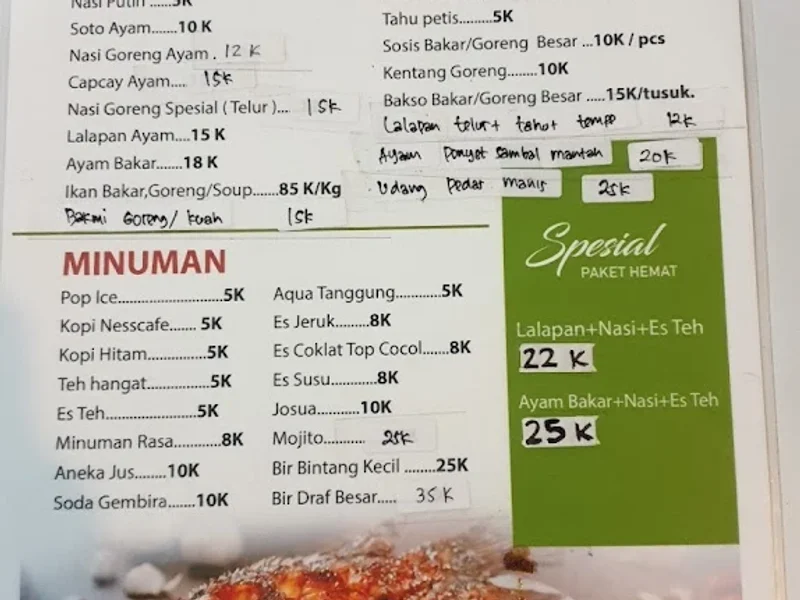 Nasi Putih......5K
Soto Ayam.....10 K
Nasi Goreng Ayam . 12 K
Capcay Ayam.... 15k
Nasi Goreng Spesial ( Telur )... 15k
Lalapan Ayam....15 K
Ayam Bakar.....18 K
Ikan Bakar,Goreng/Soup.......85 K/Kg
Bakmi Goreng/ kuah 15k
Tahu petis.........5K
Sosis Bakar/Goreng Besar ...10K / pcs
Kentang Goreng........10K
Bakso Bakar/Goreng Besar .....15K/tusuk.
Lalapan telur+ tahu+ tempe 12k
Ayam penyet sambal mantah 20k
Udang pedas manis 25k
MINUMAN
Pop Ice............................5K
Kopi Nesscafe....... 5K
Kopi Hitam................5K
Teh hangat.................5K
Es Teh........................5K
Minuman Rasa............8K
Aneka Jus........10K
Soda Gembira.......10K
Aqua Tanggung............5K
Es Jeruk.........8K
Es Coklat Top Cocol.......8K
Es Susu............8K
Josua...........10K
Mojito........... 25k
Bir Bintang Kecil ........25K
Bir Draf Besar..... 35 K
Spesial
PAKET HEMAT
Lalapan+Nasi+Es Teh
22 K
Ayam Bakar+Nasi+Es Teh
25 K